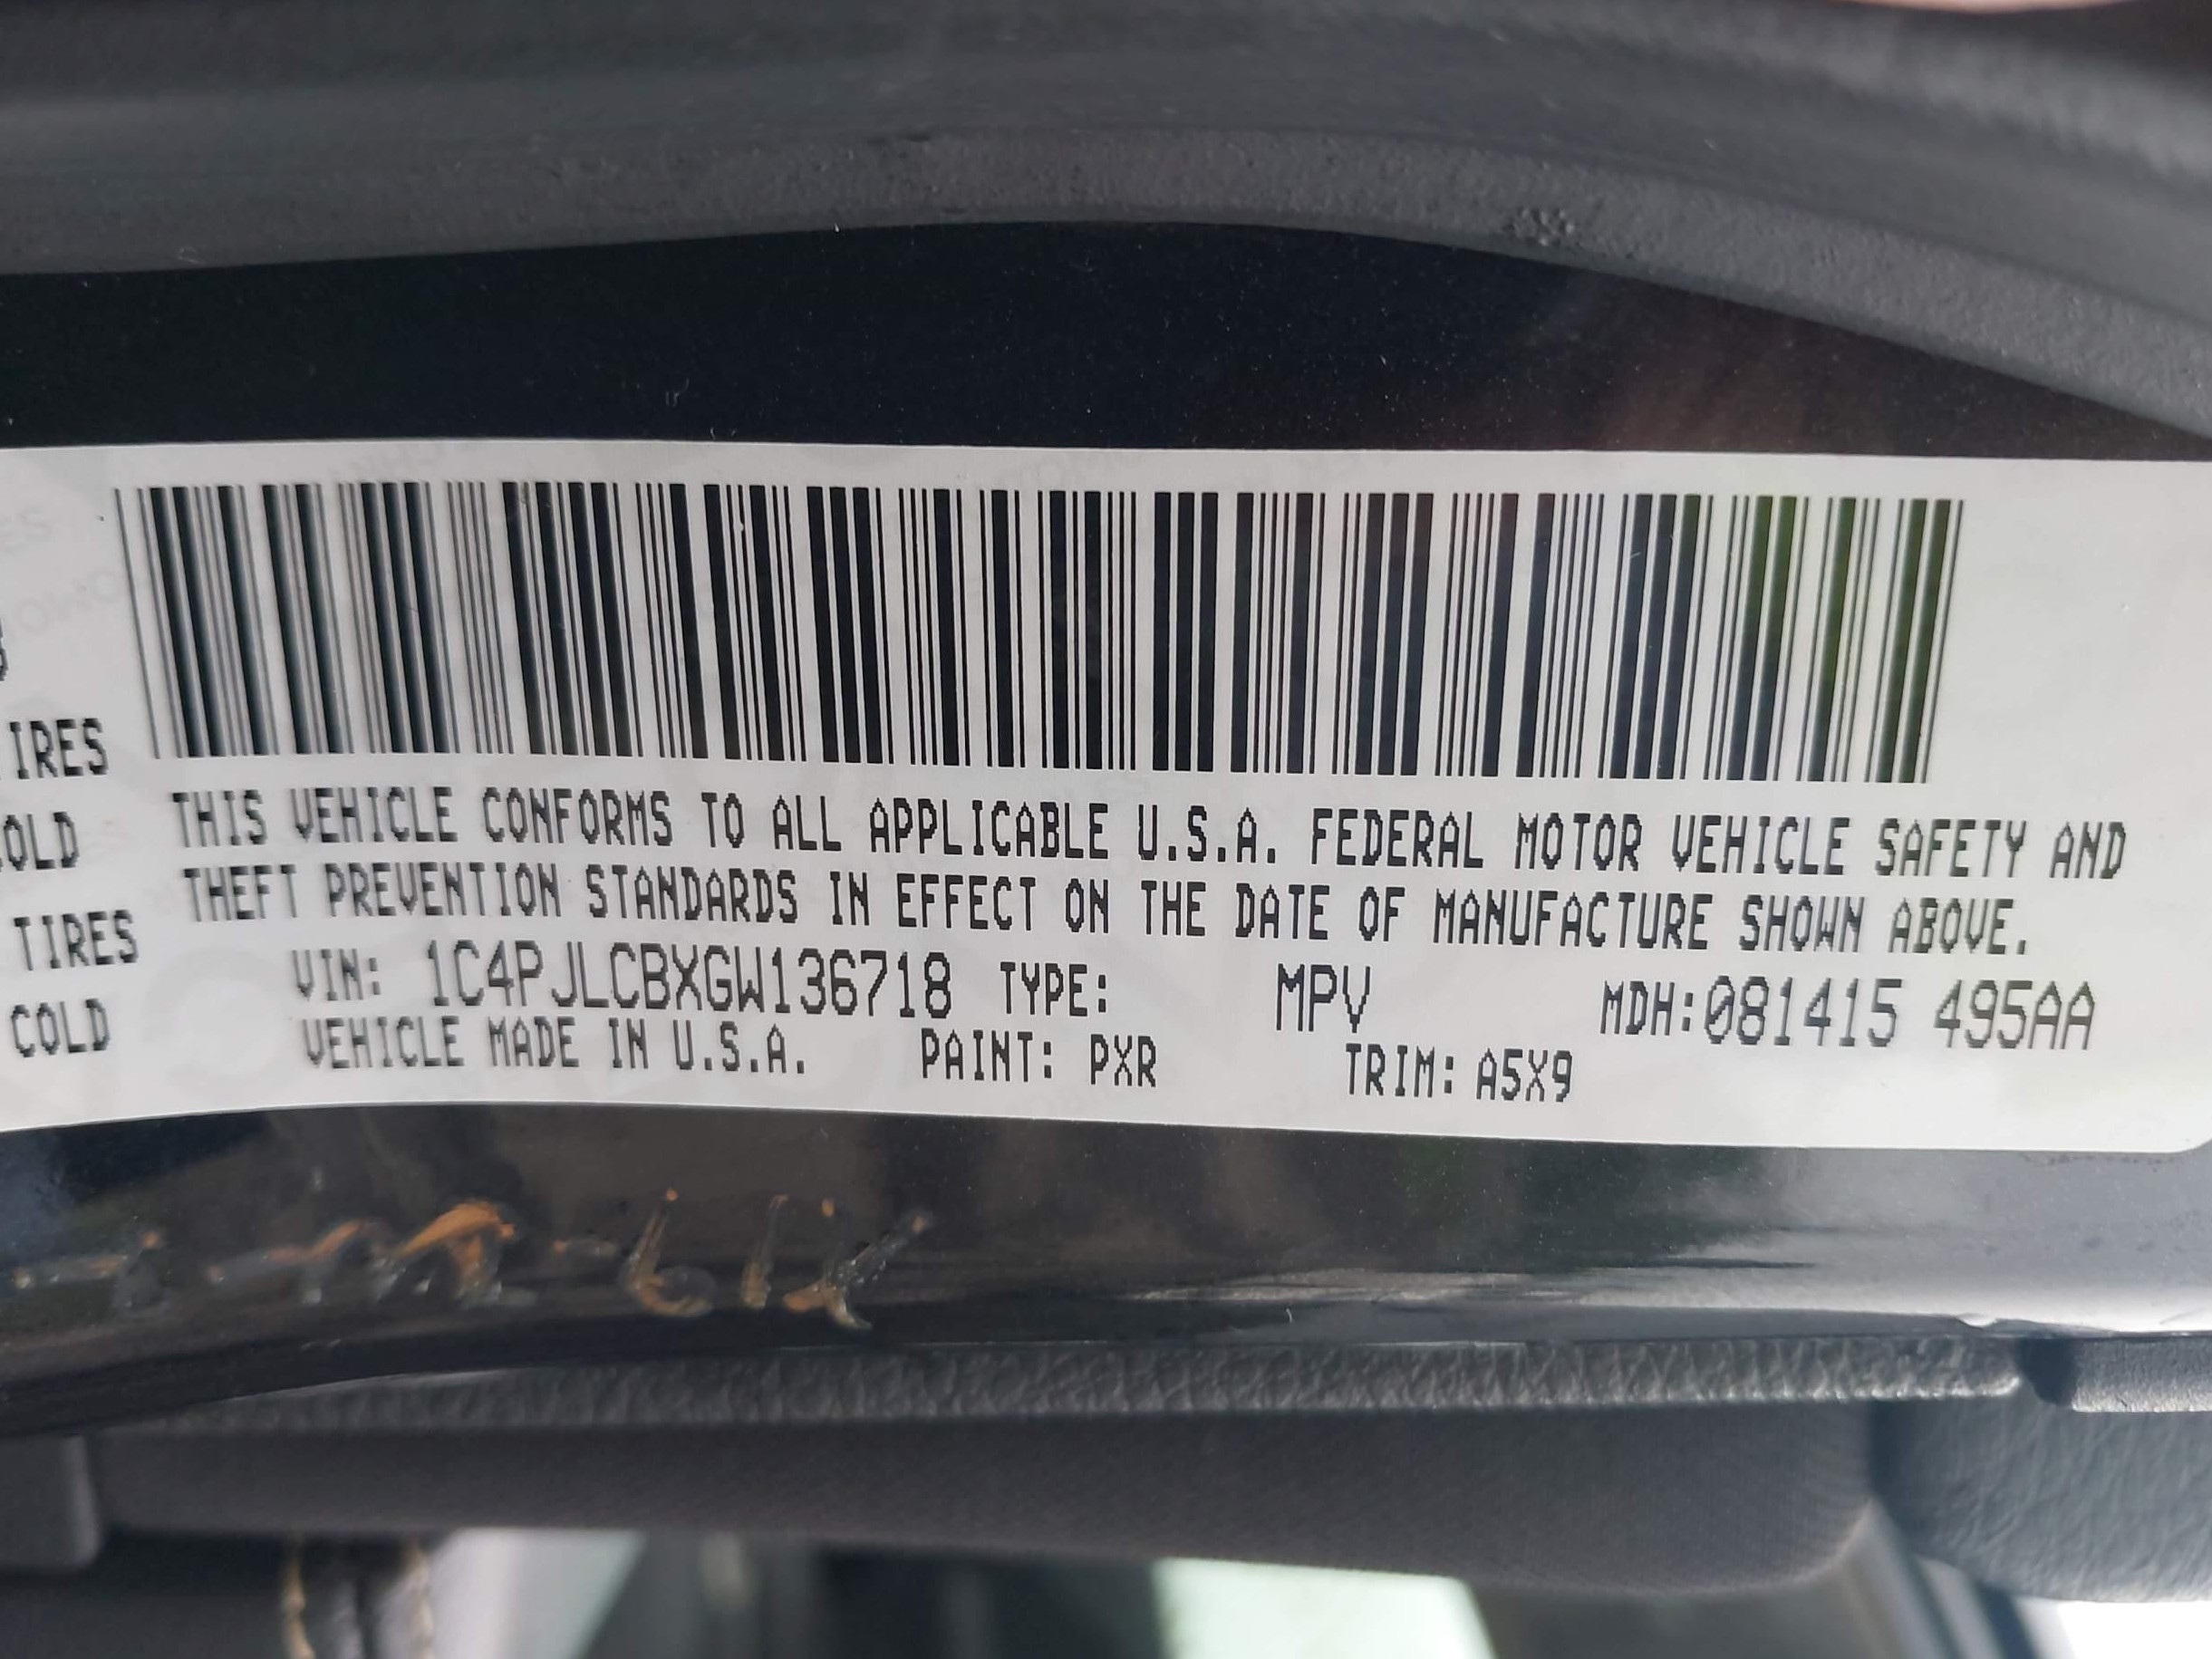 IRES
OLD
TIRES
COLD
THIS VEHICLE CONFORMS TO ALL APPLICABLE U.S.A. FEDERAL MOTOR VEHICLE SAFETY AND
THEFT PREVENTION STANDARDS IN EFFECT ON THE DATE OF MANUFACTURE SHOWN ABOVE.
VIN: 1C4PJLCBXGW136718 TYPE: MPV MDH:081415 495AA
VEHICLE MADE IN U.S.A. PAINT: PXR TRIM: A5X9